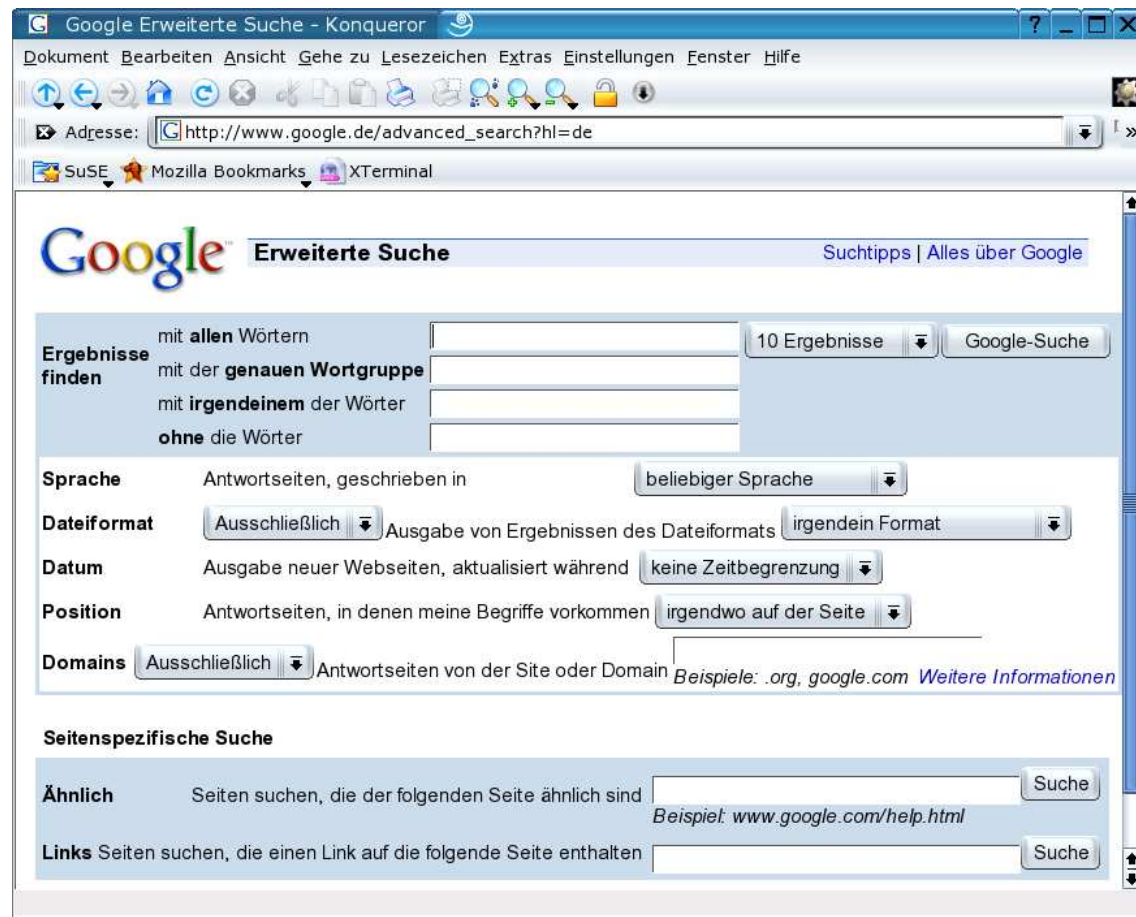 Google Erweiterte Suche - Konqueror
Dokument Bearbeiten Ansicht Gehe zu Lesezeichen Extras Einstellungen Fenster Hilfe
Adresse: http://www.google.de/advanced_search?hl=de
SuSE Mozilla Bookmarks XTerminal
Google™ Erweiterte Suche Suchtipps | Alles über Google
Ergebnisse finden
mit allen Wörtern 10 Ergebnisse Google-Suche
mit der genauen Wortgruppe
mit irgendeinem der Wörter
ohne die Wörter
Sprache Antwortseiten, geschrieben in beliebiger Sprache
Dateiformat Ausschließlich Ausgabe von Ergebnissen des Dateiformats irgendein Format
Datum Ausgabe neuer Webseiten, aktualisiert während keine Zeitbegrenzung
Position Antwortseiten, in denen meine Begriffe vorkommen irgendwo auf der Seite
Domains Ausschließlich Antwortseiten von der Site oder Domain
Beispiele: .org, google.com Weitere Informationen
Seitenspezifische Suche
Ähnlich Seiten suchen, die der folgenden Seite ähnlich sind Suche
Beispiel: www.google.com/help.html
Links Seiten suchen, die einen Link auf die folgende Seite enthalten Suche